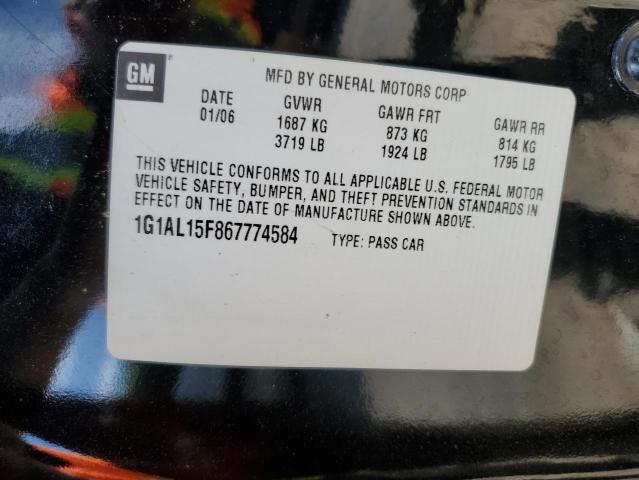 GM
MFD BY GENERAL MOTORS CORP
DATE GVWR GAWR FRT GAWR RR
01/06 1687 KG 873 KG 814 KG
3719 LB 1924 LB 1795 LB
THIS VEHICLE CONFORMS TO ALL APPLICABLE U.S. FEDERAL MOTOR
VEHICLE SAFETY, BUMPER, AND THEFT PREVENTION STANDARDS IN
EFFECT ON THE DATE OF MANUFACTURE SHOWN ABOVE.
1G1AL15F867774584 TYPE: PASS CAR